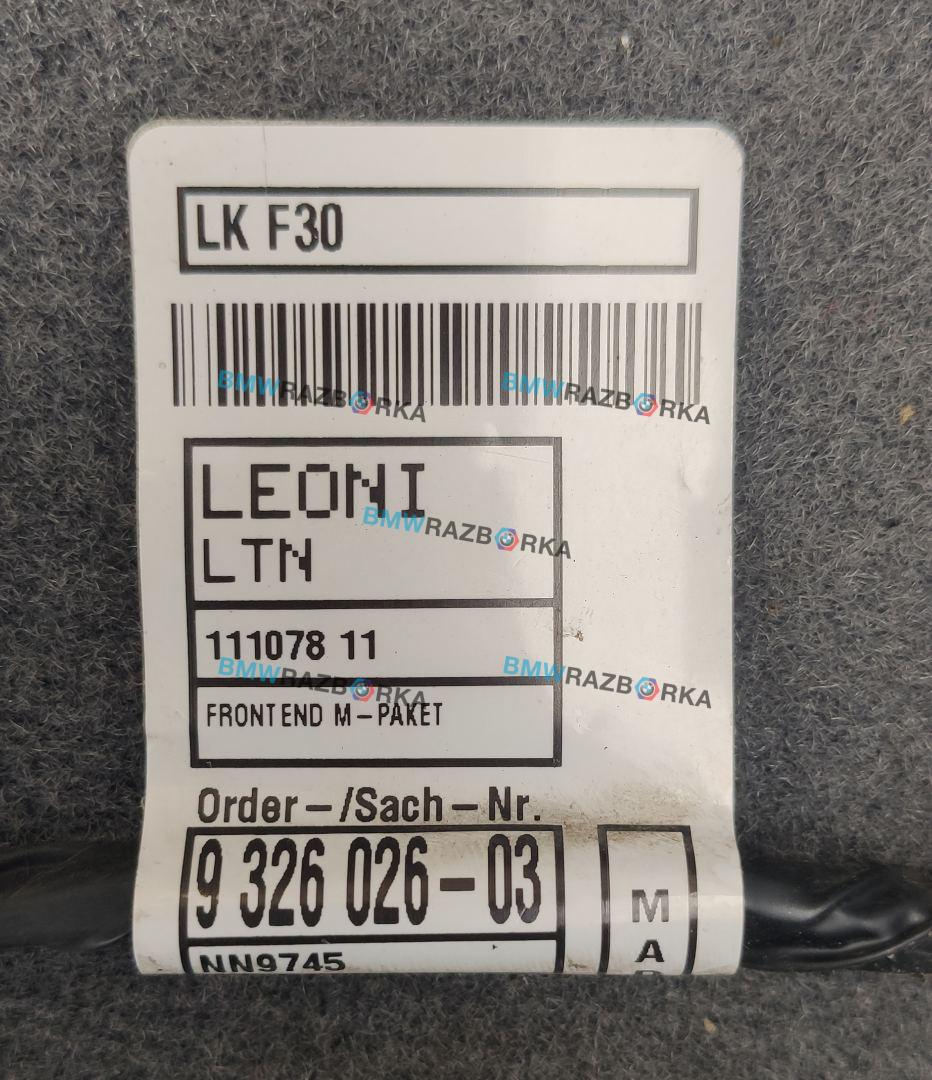 LK F30
BMWRAZBORKA BMWRAZBORKA
LEONI
BMWRAZBORKA
LTN
111078 11
BMWRAZBORKA BMWRAZBORKA
FRONTEND M-PAKET
Order-/Sach-Nr.
9 326 026-03
M
A
NN9745